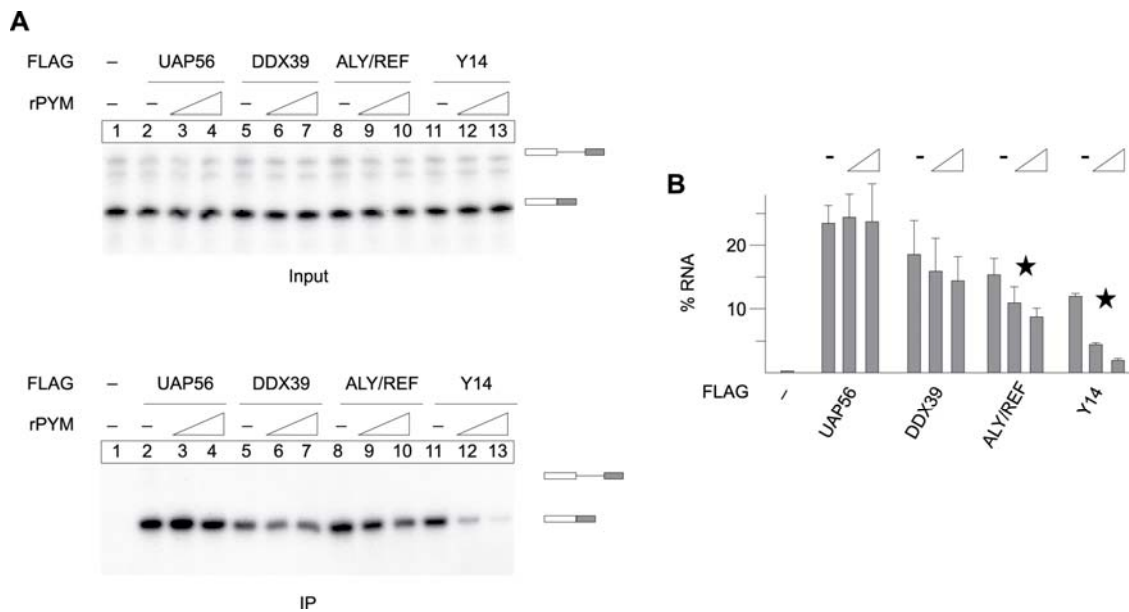 A
FLAG – UAP56 DDX39 ALY/REF Y14
rPYM – – – – –
1 2 3 4 5 6 7 8 9 10 11 12 13
Input
FLAG – UAP56 DDX39 ALY/REF Y14
rPYM – – – – –
1 2 3 4 5 6 7 8 9 10 11 12 13
IP
B
- - - -
% RNA
20
10
FLAG – UAP56 DDX39 ALY/REF Y14